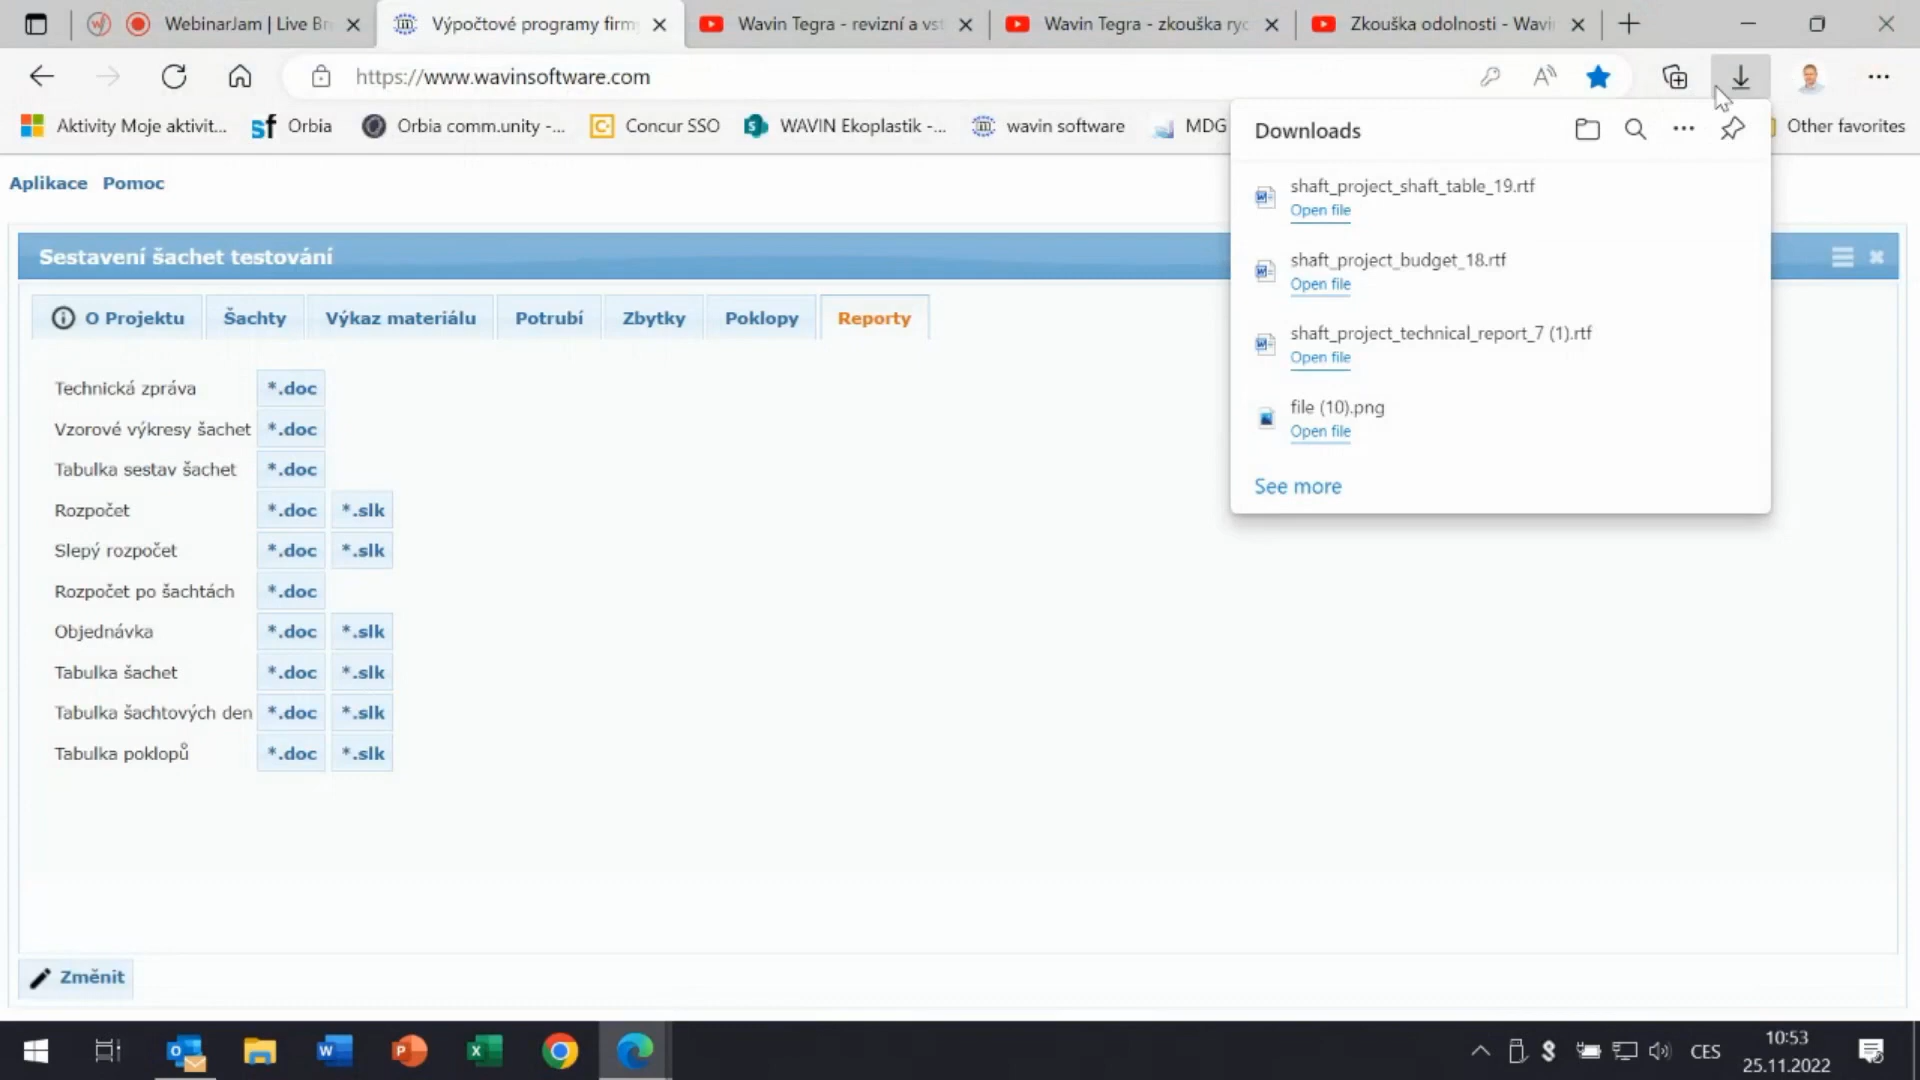 WebinarJam | Live Br
Výpočtové programy firm
Wavin Tegra - revizní a vst
Wavin Tegra - zkouška ryc
Zkouška odolnosti - Wavi
https://www.wavinsoftware.com
Aktivity Moje aktivit...
sf Orbia
Orbia comm.unity -...
Concur SSO
WAVIN Ekoplastik -...
wavin software
MDG
Other favorites
Aplikace Pomoc
Downloads
shaft_project_shaft_table_19.rtf
Open file
shaft_project_budget_18.rtf
Open file
shaft_project_technical_report_7 (1).rtf
Open file
file (10).png
Open file
See more
Sestavení šachet testování
O Projektu Šachty Výkaz materiálu Potrubí Zbytky Poklopy Reporty
Technická zpráva *.doc
Vzorové výkresy šachet *.doc
Tabulka sestav šachet *.doc
Rozpočet *.doc *.slk
Slepý rozpočet *.doc *.slk
Rozpočet po šachtách *.doc
Objednávka *.doc *.slk
Tabulka šachet *.doc *.slk
Tabulka šachtových den *.doc *.slk
Tabulka poklopů *.doc *.slk
Změnit
CES
10:53
25.11.2022